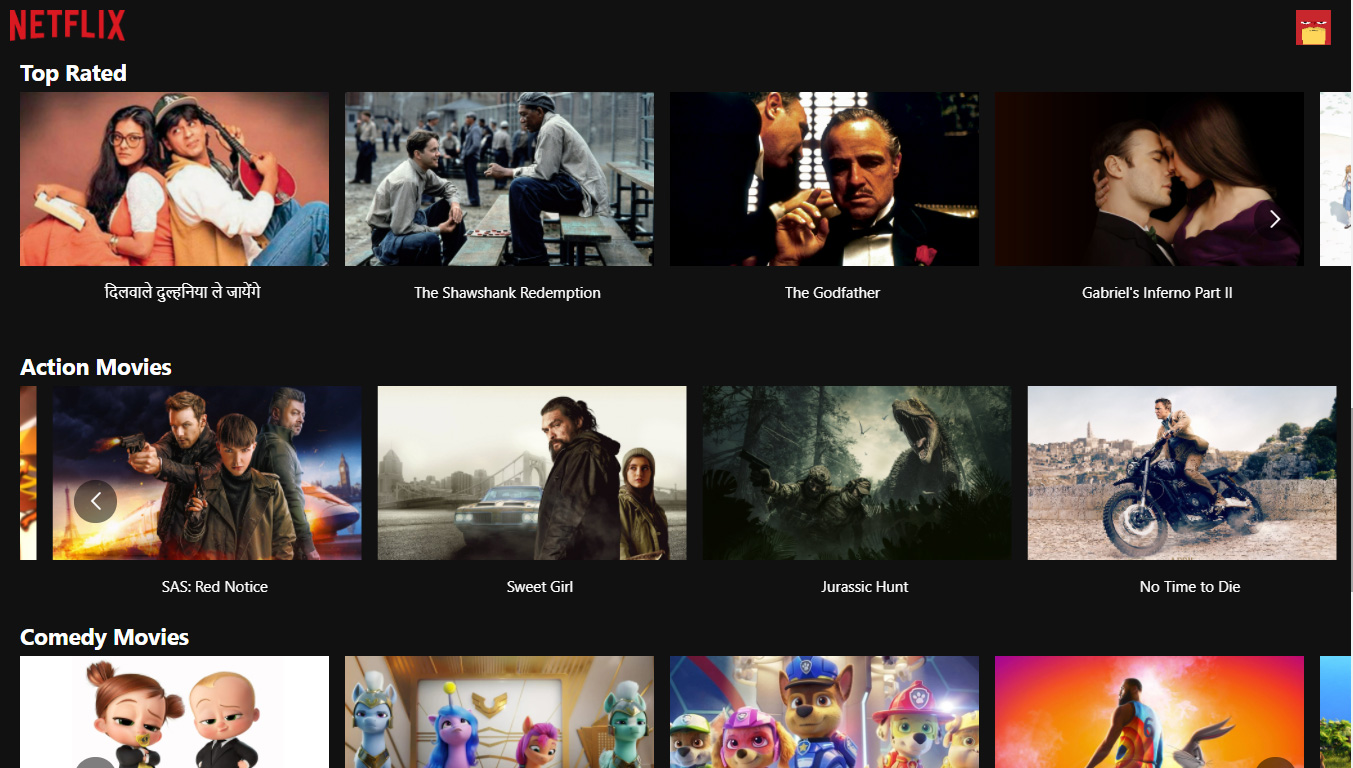 NETFLIX
Top Rated
दिलवाले दुल्हनिया ले जायेंगे
The Shawshank Redemption
The Godfather
Gabriel's Inferno Part II
Action Movies
SAS: Red Notice
Sweet Girl
Jurassic Hunt
No Time to Die
Comedy Movies